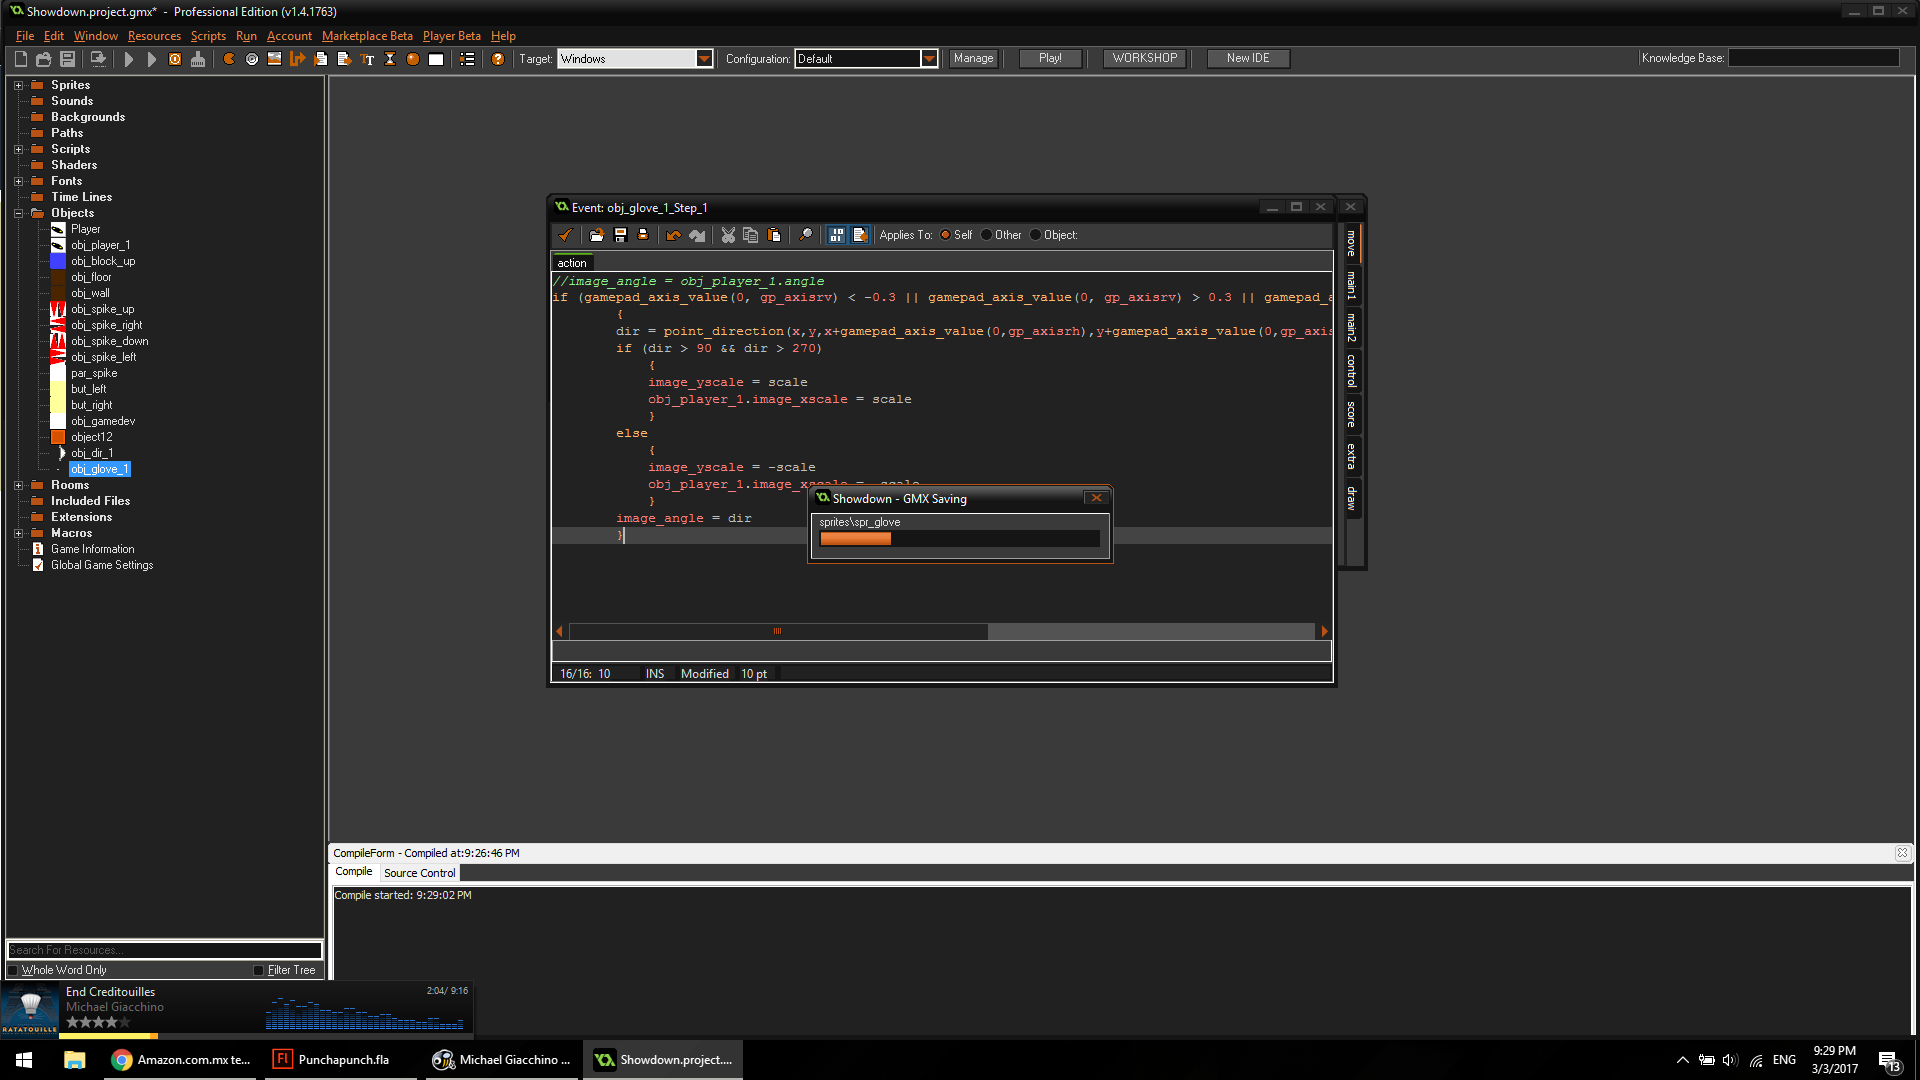 Showdown.project.gmx* - Professional Edition (v1.4.1763)
File Edit Window Resources Scripts Run Account Marketplace Beta Player Beta Help
Target: Windows Configuration: Default Manage Play! WORKSHOP New IDE Knowledge Base:
Sprites
Sounds
Backgrounds
Paths
Scripts
Shaders
Fonts
Time Lines
Objects
Player
obj_player_1
obj_block_up
obj_floor
obj_wall
obj_spike_up
obj_spike_right
obj_spike_down
obj_spike_left
par_spike
but_left
but_right
obj_gamedev
object12
obj_dir_1
obj_glove_1
Rooms
Included Files
Extensions
Macros
Game Information
Global Game Settings
Search For Resources...
Whole Word Only Filter Tree
Event: obj_glove_1_Step_1
Applies To: Self Other Object:
action
//image_angle = obj_player_1.angle
if (gamepad_axis_value(0, gp_axisrv) < -0.3 || gamepad_axis_value(0, gp_axisrv) > 0.3 || gamepad_a
{
dir = point_direction(x,y,x+gamepad_axis_value(0,gp_axisrh),y+gamepad_axis_value(0,gp_axis
if (dir > 90 && dir > 270)
{
image_yscale = scale
obj_player_1.image_xscale = scale
}
else
{
image_yscale = -scale
obj_player_1.image_xscale = -scale
}
image_angle = dir
}
16/16: 10 INS Modified 10 pt
move
main1
main2
control
score
extra
draw
Showdown - GMX Saving
sprites\spr_glove
CompileForm - Compiled at:9:26:46 PM
Compile Source Control
Compile started: 9:29:02 PM
End Creditouilles 2:04/ 9:16
Michael Giacchino
RATATOUILLE
Amazon.com.mx te... Fl Punchapunch.fla Michael Giacchino ... Showdown.project....
ENG
9:29 PM
3/3/2017
13